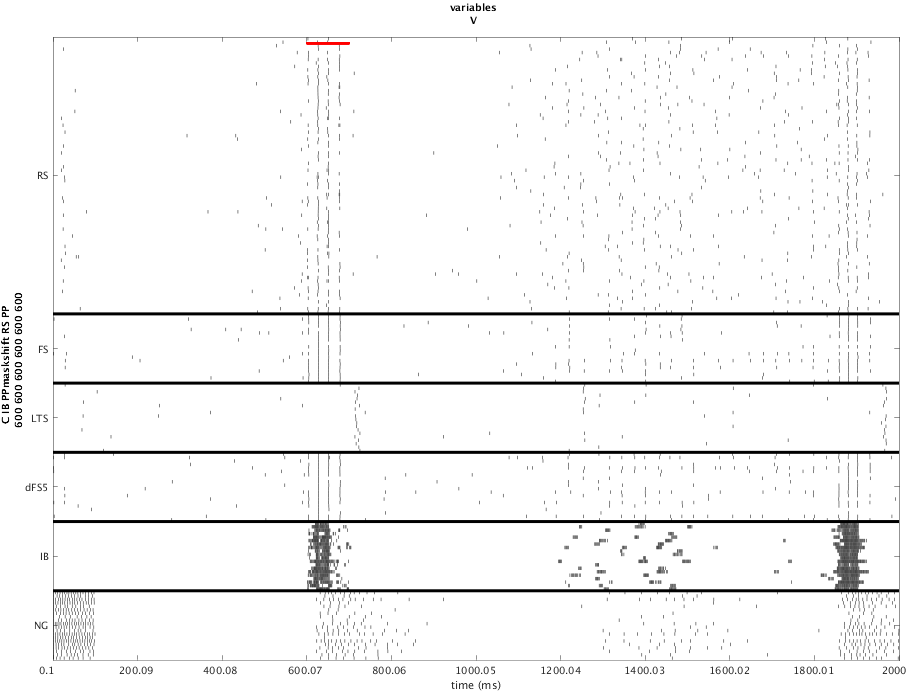 variables
V
C IB PPmaskshift RS PP
600 600 600 600 600 600
RS
FS
LTS
dFS5
IB
NG
0.1 200.09 400.08 600.07 800.06 1000.05 1200.04 1400.03 1600.02 1800.01 2000
time (ms)